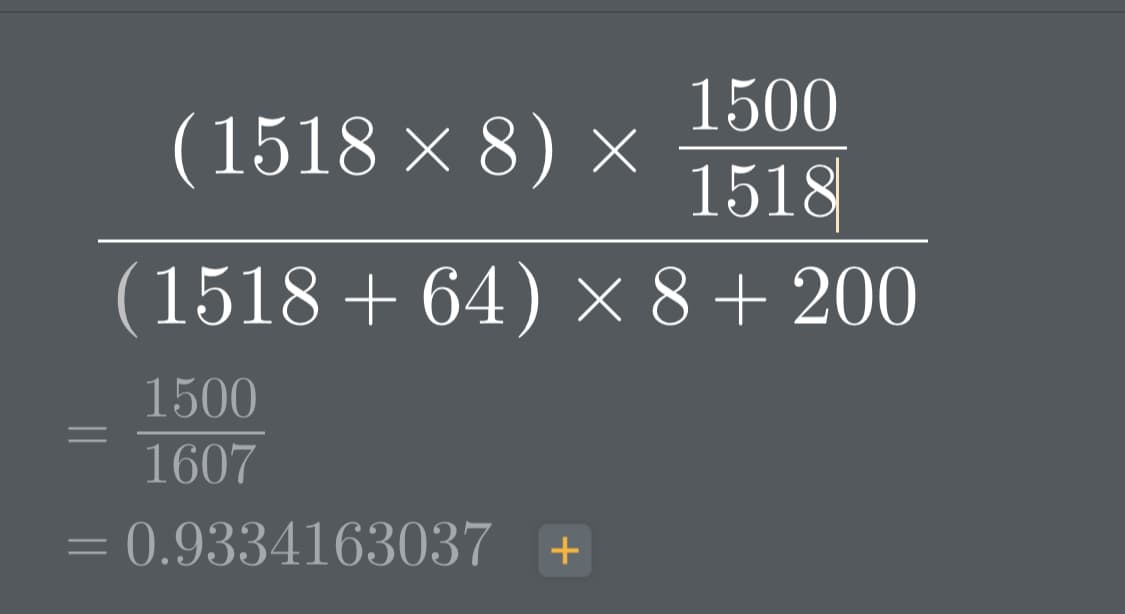 (1518 × 8) × 1500/1518
(1518 + 64) × 8 + 200
= 1500/1607
= 0.9334163037 +